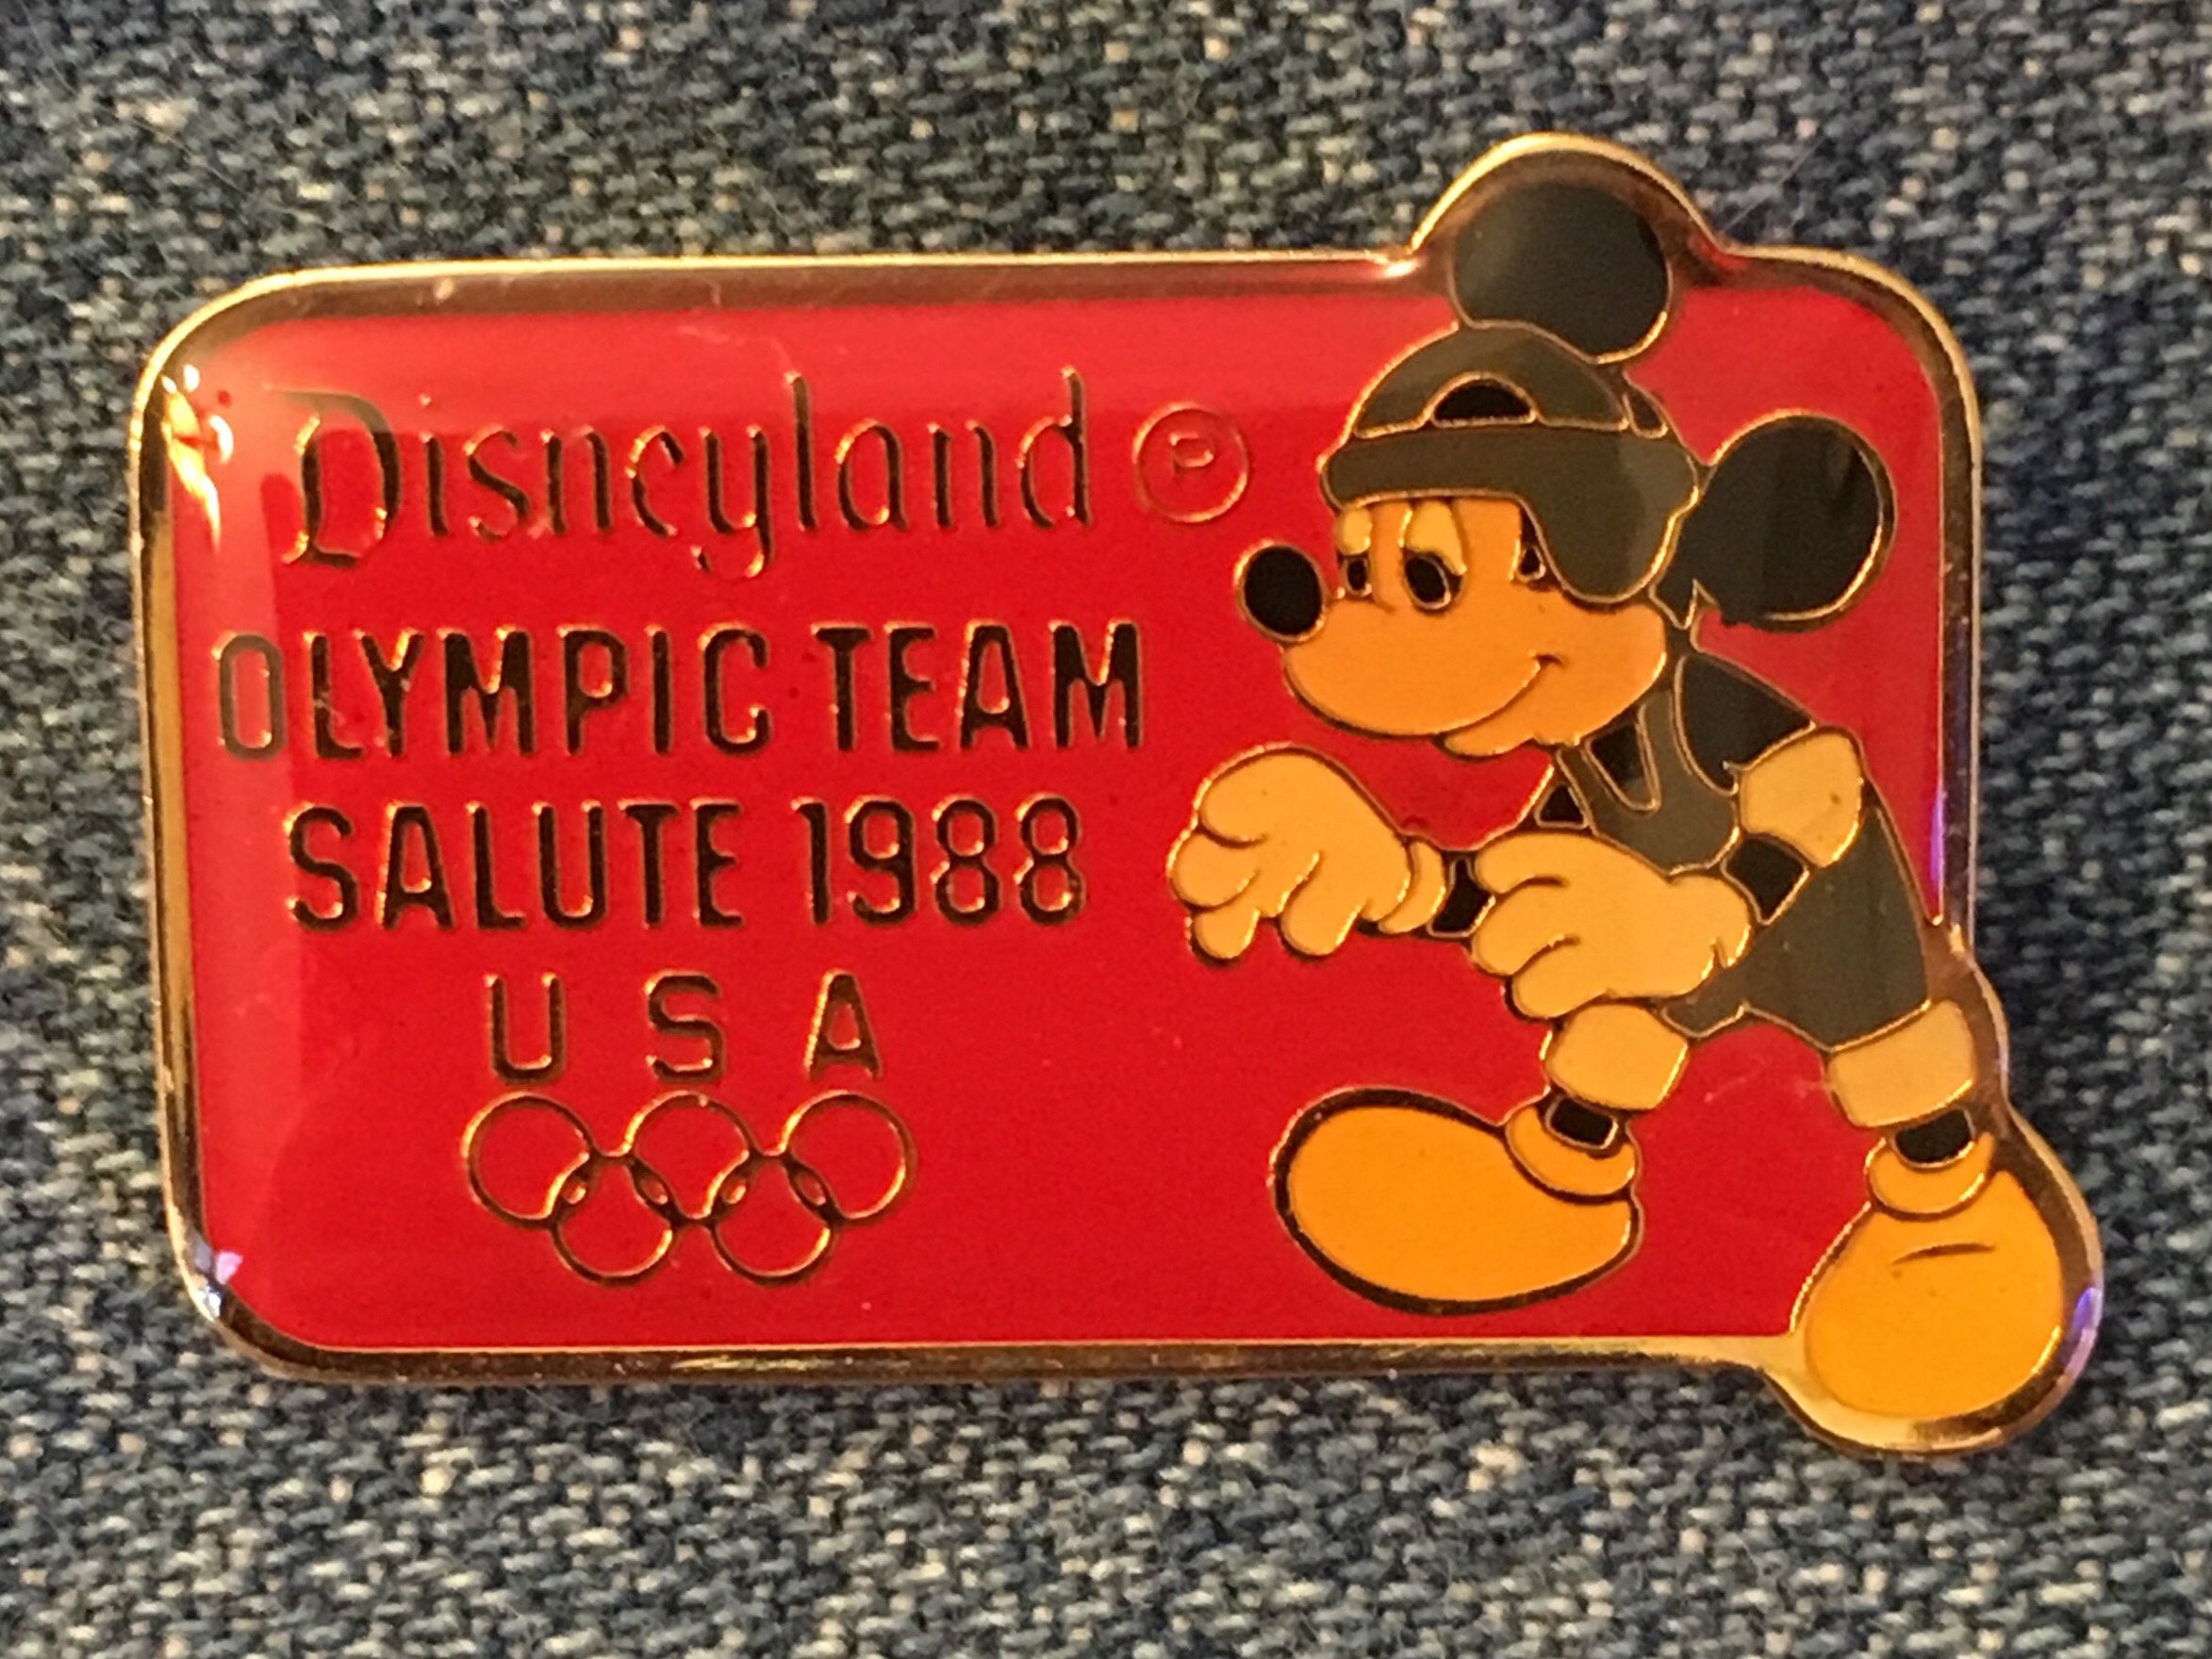 Disneyland Ⓟ
OLYMPIC TEAM
SALUTE 1988
USA